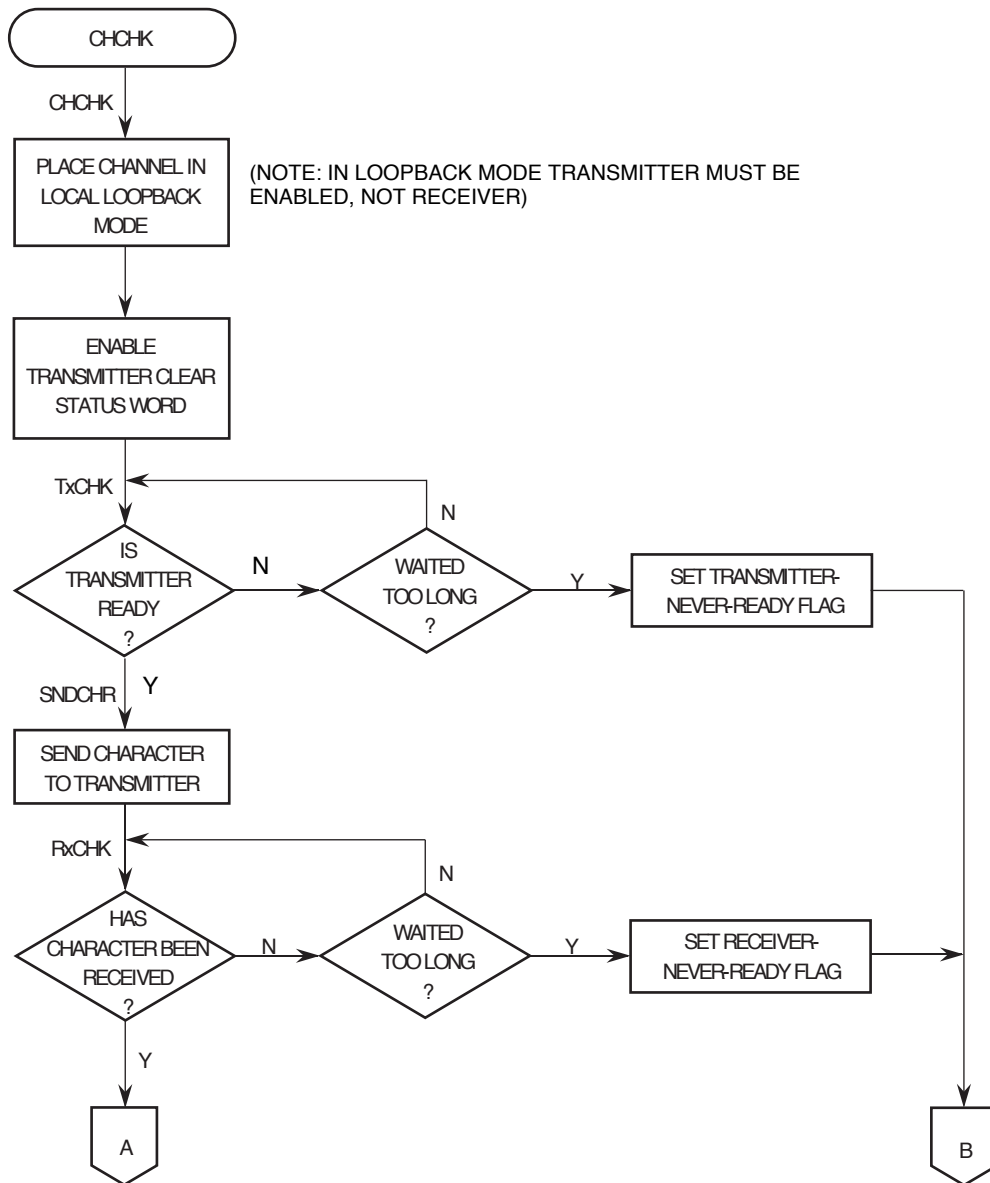 CHCHK
CHCHK
PLACE CHANNEL IN
LOCAL LOOPBACK
MODE
(NOTE: IN LOOPBACK MODE TRANSMITTER MUST BE
ENABLED, NOT RECEIVER)
ENABLE
TRANSMITTER CLEAR
STATUS WORD
TxCHK
N
IS
TRANSMITTER
READY
?
N
WAITED
TOO LONG
?
Y
SET TRANSMITTER-
NEVER-READY FLAG
SNDCHR
Y
SEND CHARACTER
TO TRANSMITTER
RxCHK
N
HAS
CHARACTER BEEN
RECEIVED
?
N
WAITED
TOO LONG
?
Y
SET RECEIVER-
NEVER-READY FLAG
Y
A
B